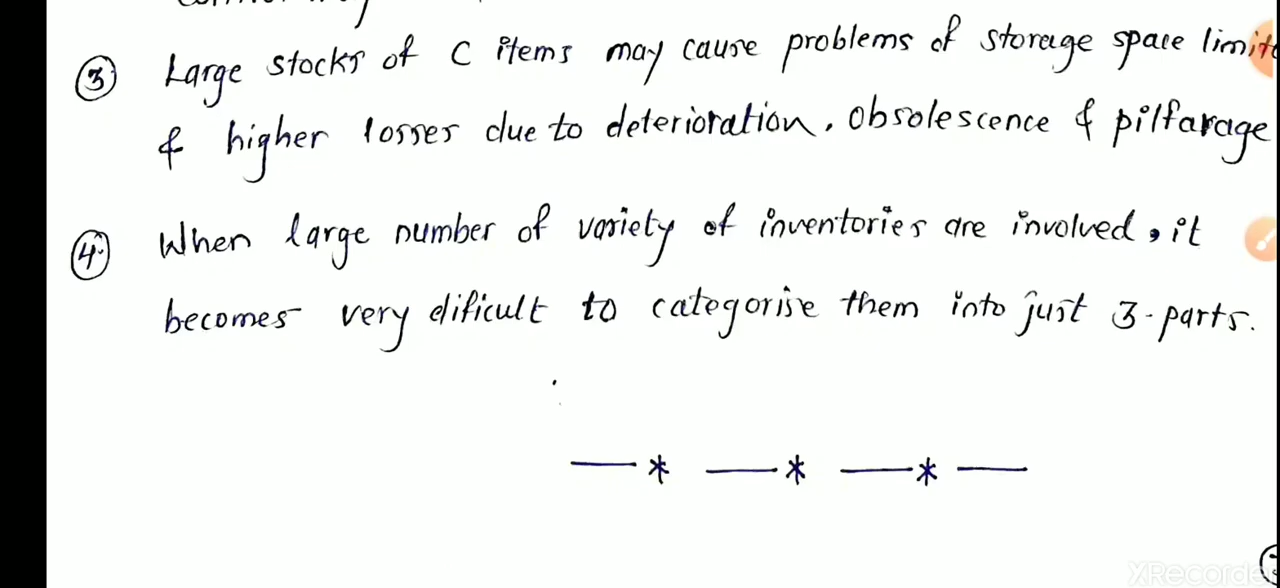 ③ Large stocks of C items may cause problems of storage space limit
& higher losses due to deterioration, obsolescence & pilfarage
④ When large number of variety of inventories are involved, it
becomes very dificult to categorise them into just 3-parts.
— * — * — * —
XRecorder